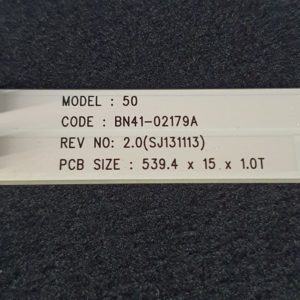 MODEL : 50
CODE : BN41-02179A
REV NO: 2.0(SJ131113)
PCB SIZE : 539.4 x 15 x 1.0T